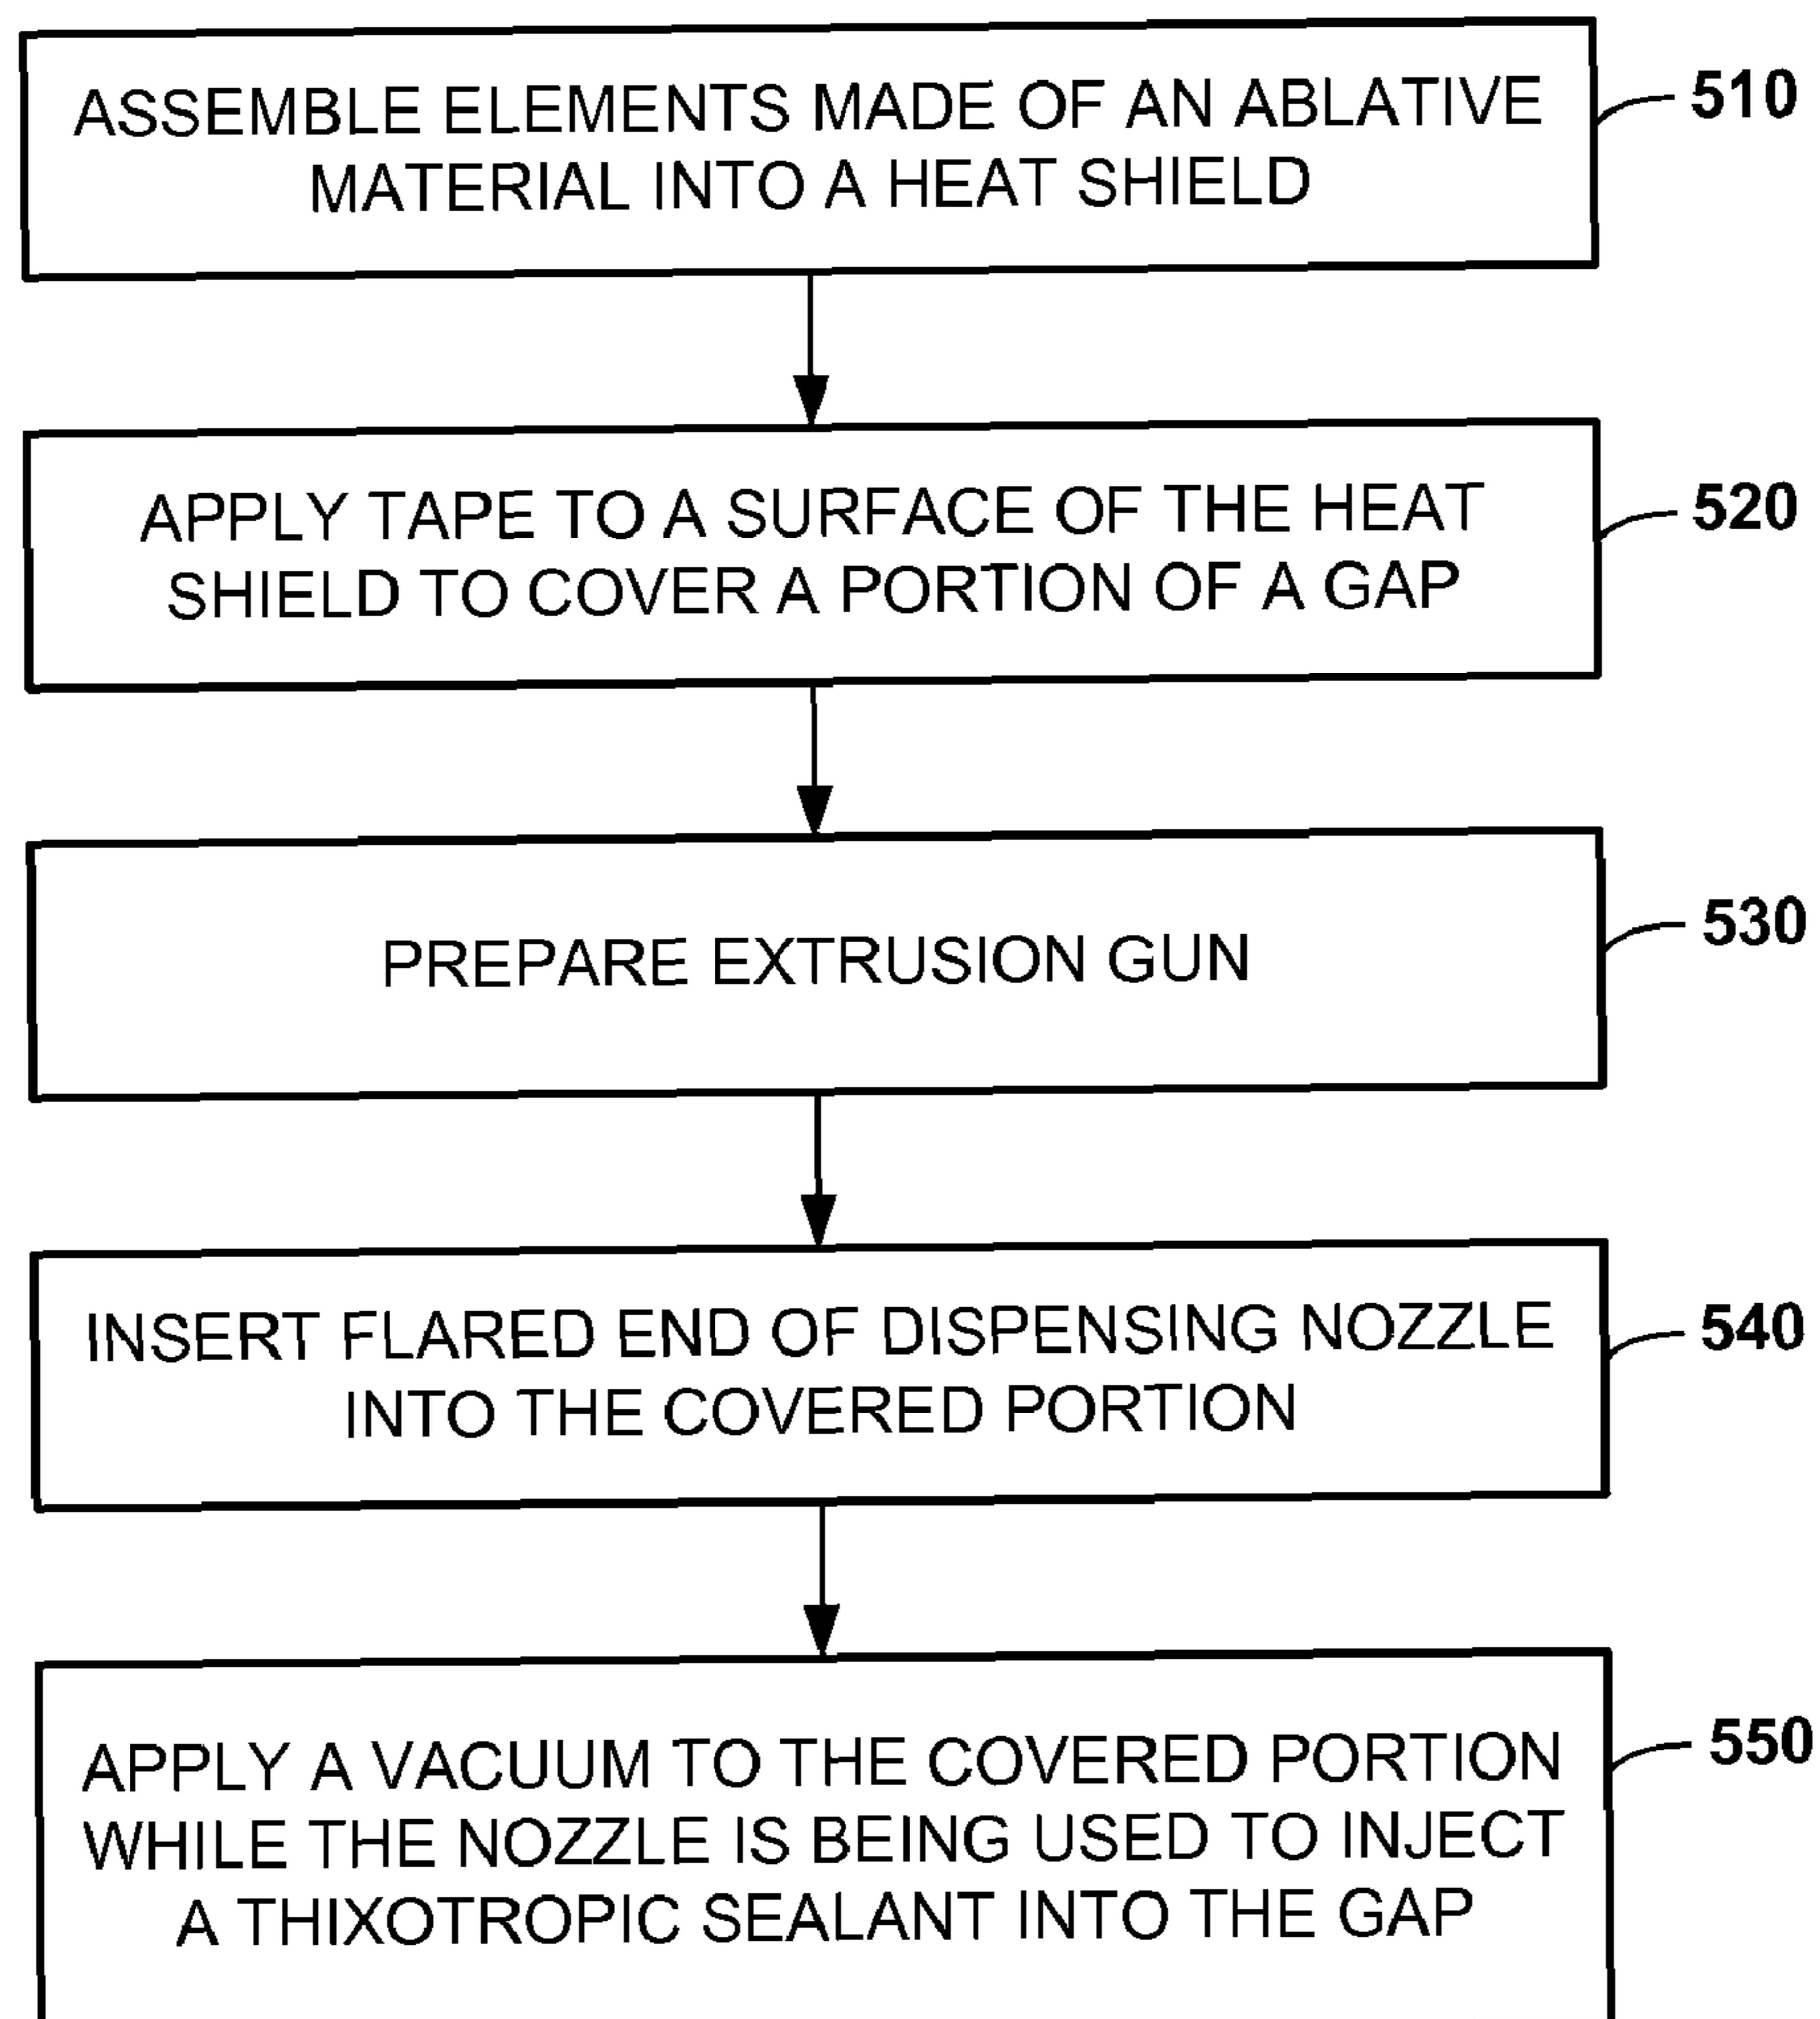 ASSEMBLE ELEMENTS MADE OF AN ABLATIVE
MATERIAL INTO A HEAT SHIELD
510
APPLY TAPE TO A SURFACE OF THE HEAT
SHIELD TO COVER A PORTION OF A GAP
520
PREPARE EXTRUSION GUN
530
INSERT FLARED END OF DISPENSING NOZZLE
INTO THE COVERED PORTION
540
APPLY A VACUUM TO THE COVERED PORTION
WHILE THE NOZZLE IS BEING USED TO INJECT
A THIXOTROPIC SEALANT INTO THE GAP
550